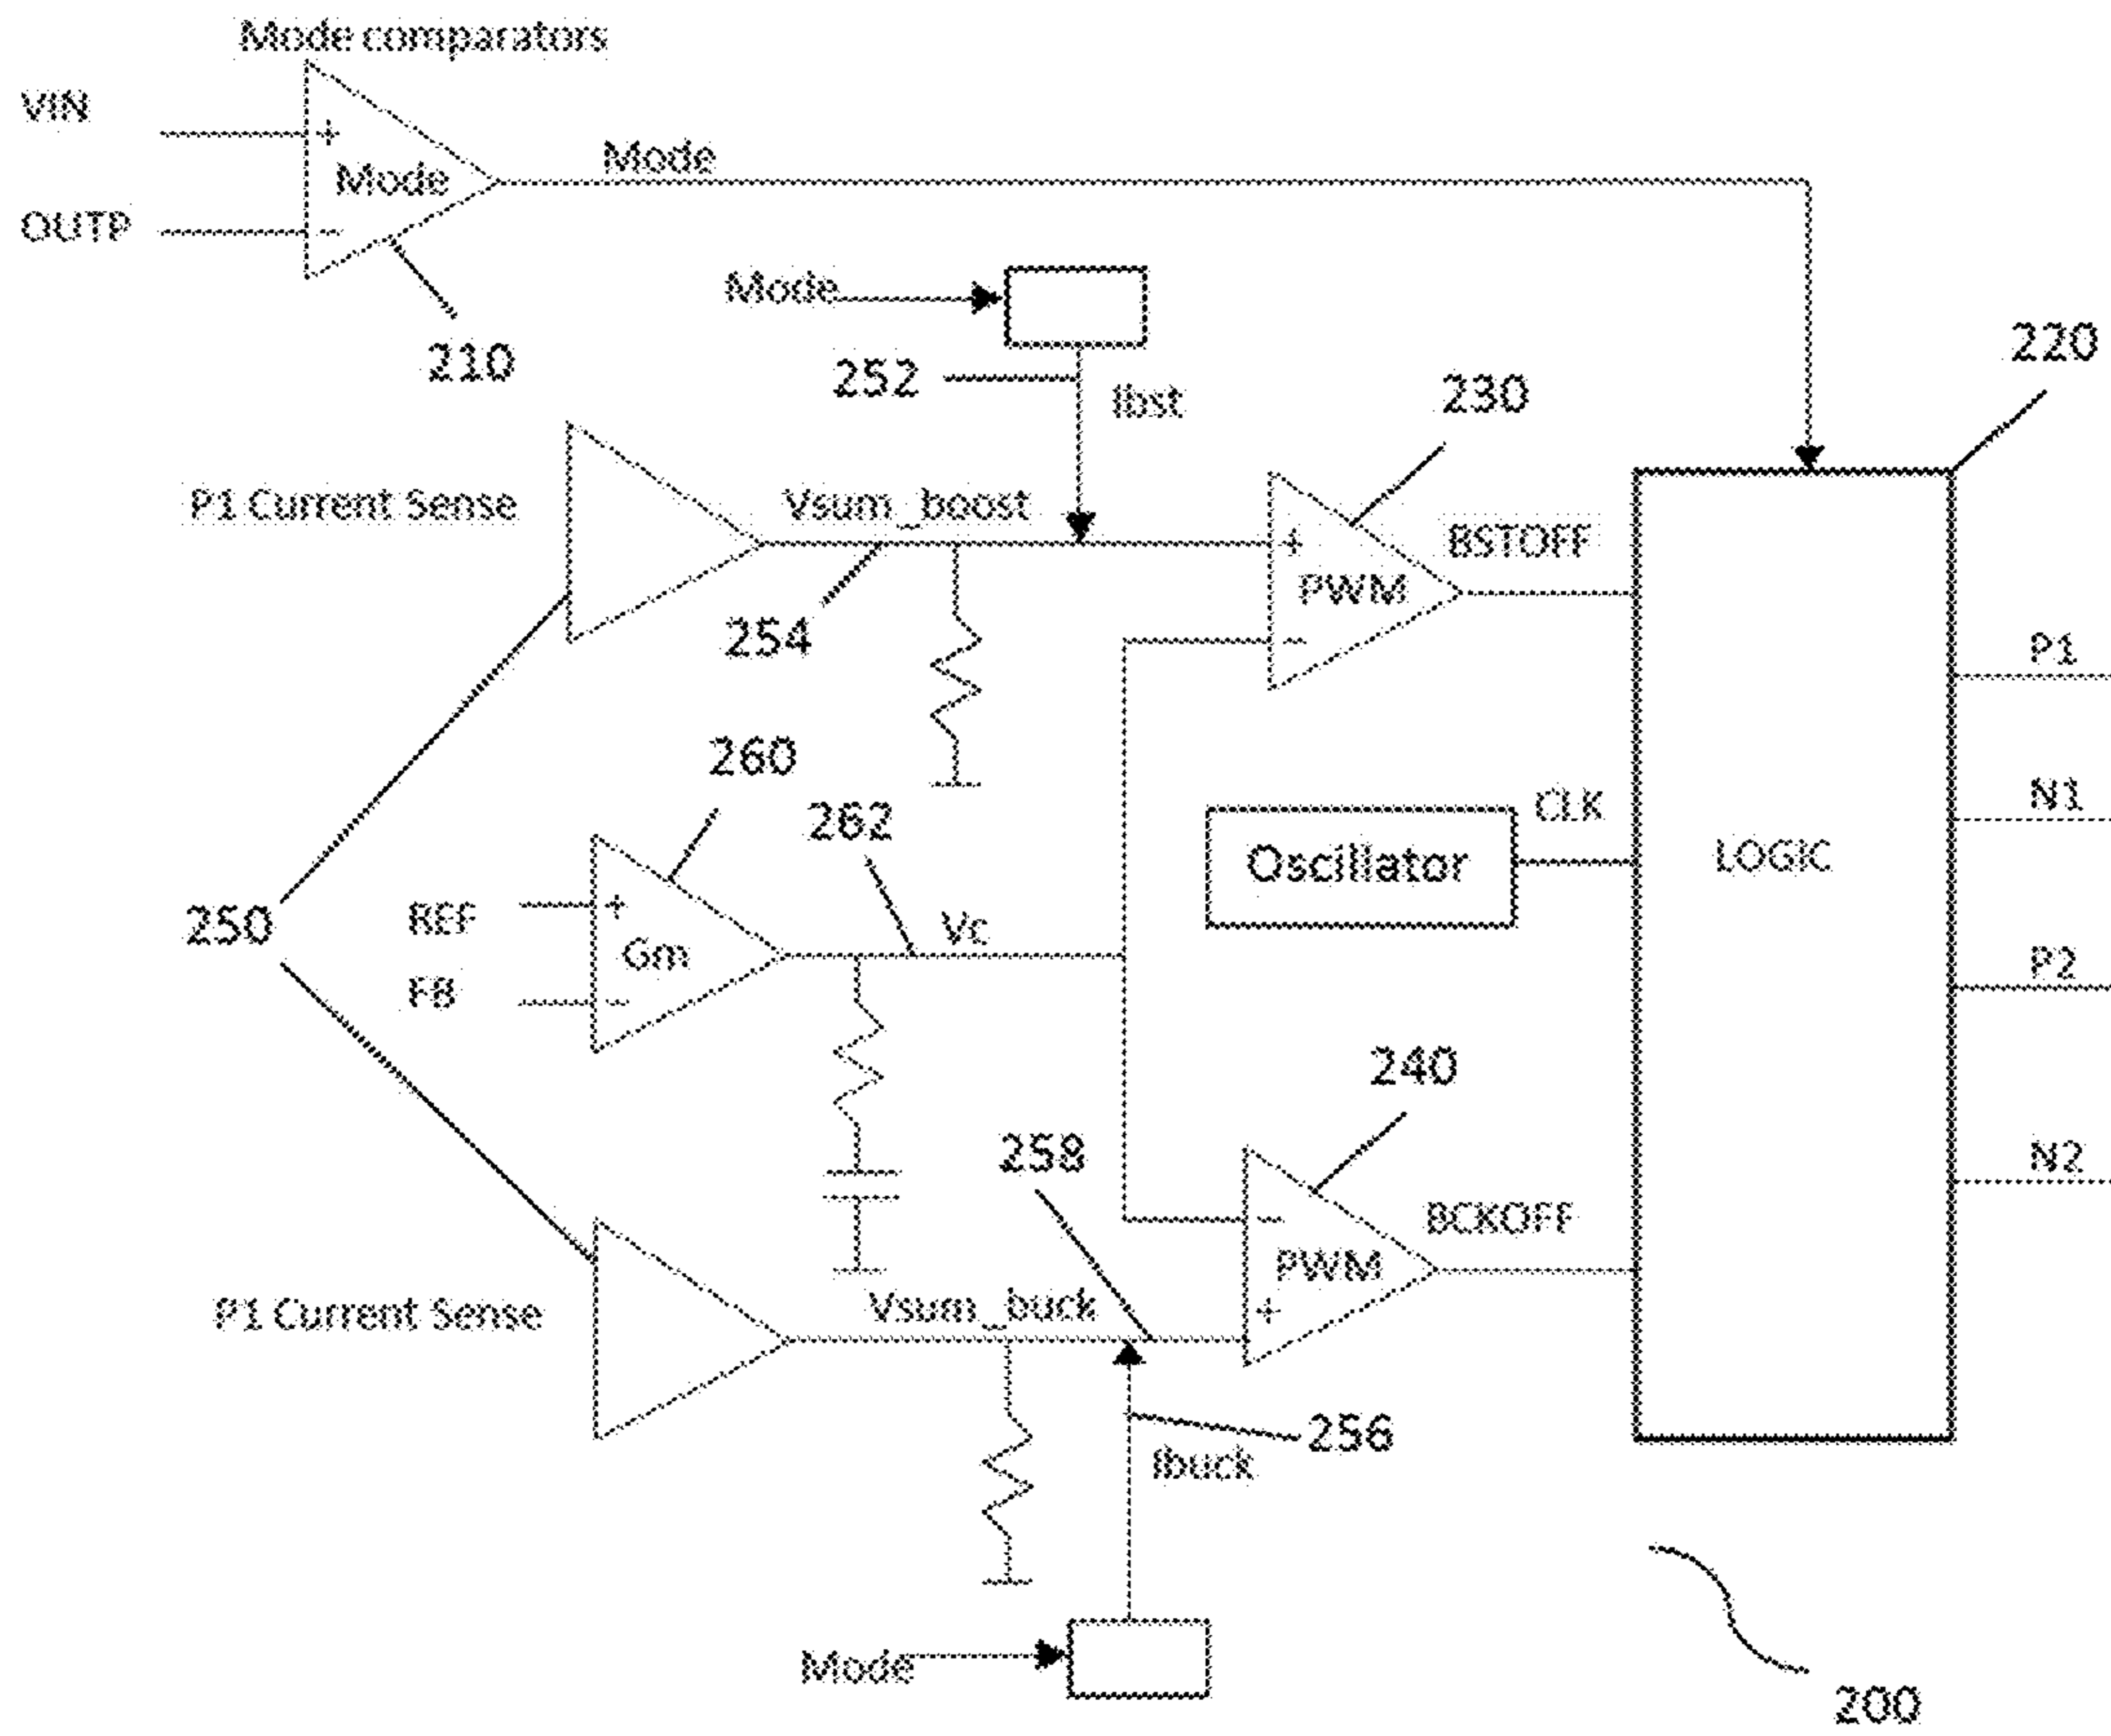 Mode comparators
VIN
+
Mode
Mode
OUTP
-
210
Mode
252
Ibst
220
230
P1 Current Sense
Vsum_boost
+
PWM
-
BSTOFF
254
P1
260
262
CLK
N1
Oscillator
LOGIC
250
REF
+
Gm
Vc
FB
-
P2
240
258
N2
-
PWM
+
BCKOFF
P1 Current Sense
Vsum_buck
256
Ibuck
Mode
200